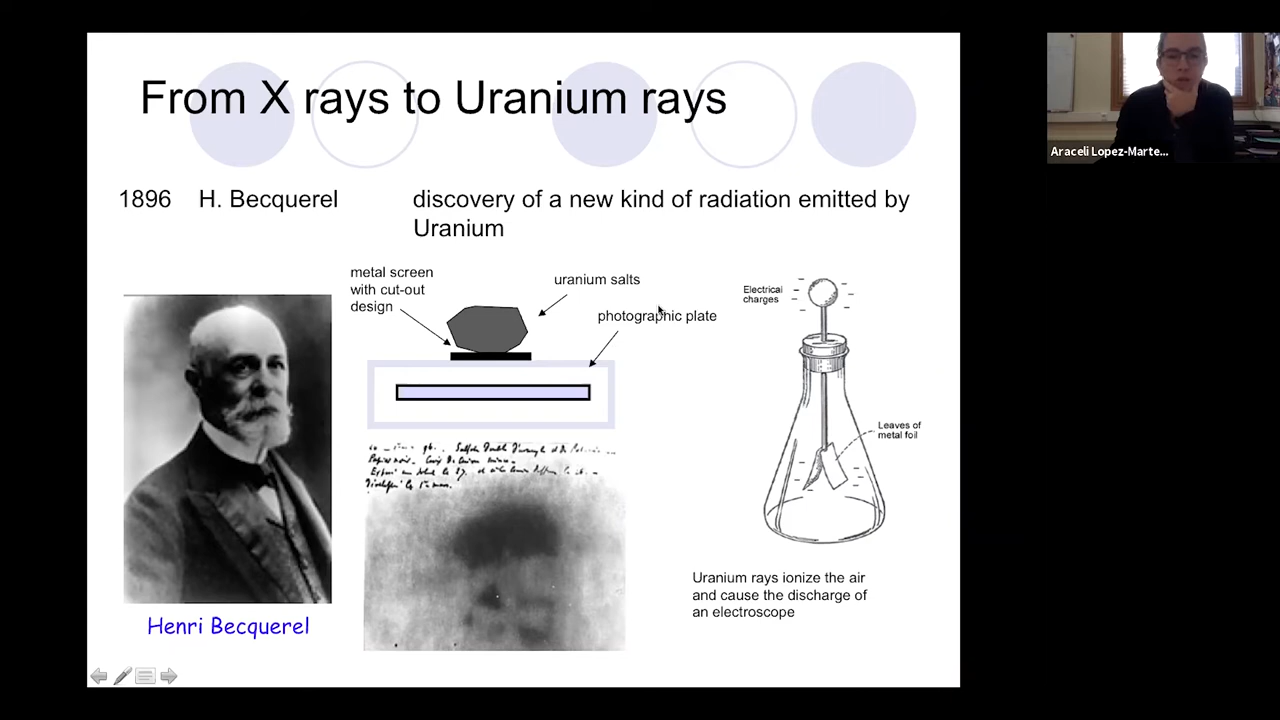 From X rays to Uranium rays
1896 H. Becquerel discovery of a new kind of radiation emitted by
Uranium
metal screen
with cut-out
design
uranium salts
photographic plate
Electrical
charges
Leaves of
metal foil
Papier noir.
Uranium rays ionize the air
and cause the discharge of
an electroscope
Henri Becquerel
Araceli Lopez-Marte...